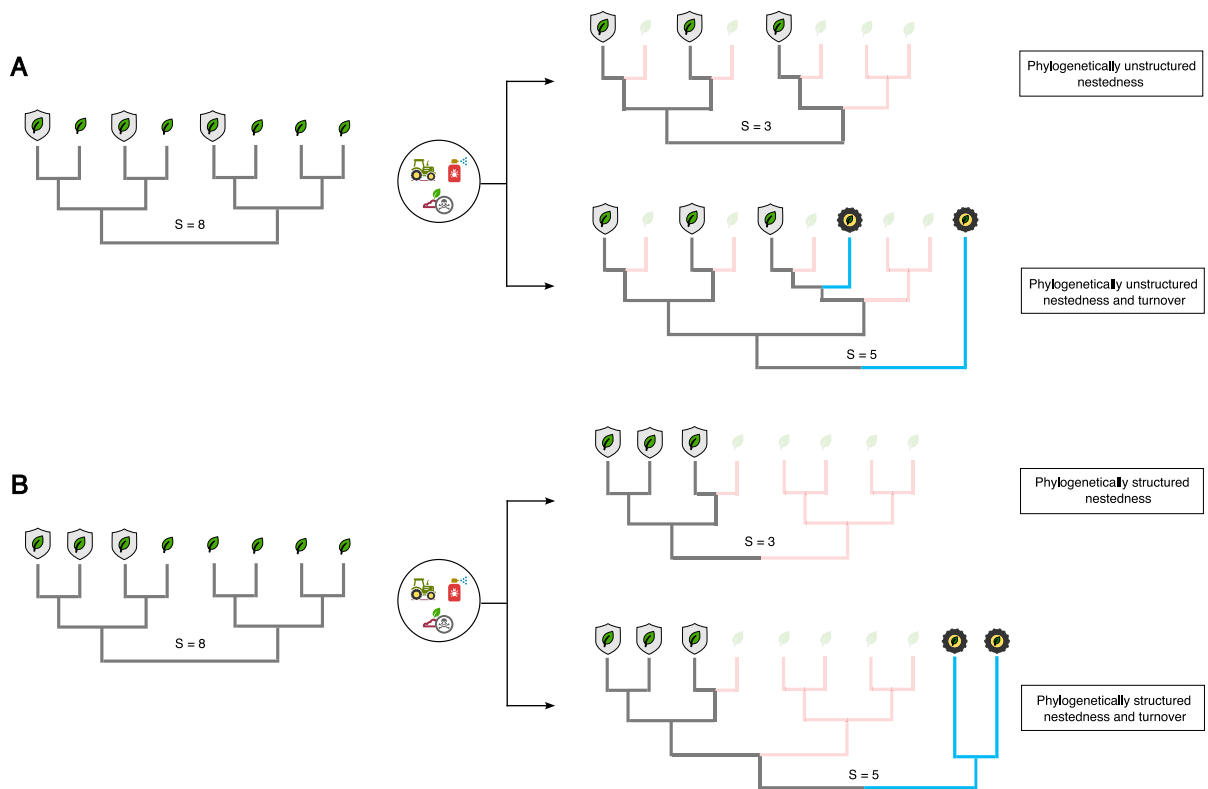 A
S = 8
S = 3
Phylogenetically unstructured
nestedness
S = 5
Phylogenetically unstructured
nestedness and turnover
B
S = 8
S = 3
Phylogenetically structured
nestedness
S = 5
Phylogenetically structured
nestedness and turnover